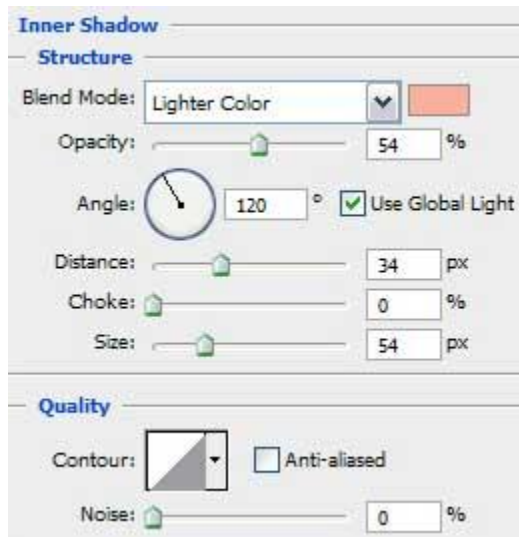 Inner Shadow
Structure
Blend Mode: Lighter Color
Opacity: 54 %
Angle: 120 ° Use Global Light
Distance: 34 px
Choke: 0 %
Size: 54 px
Quality
Contour: Anti-aliased
Noise: 0 %